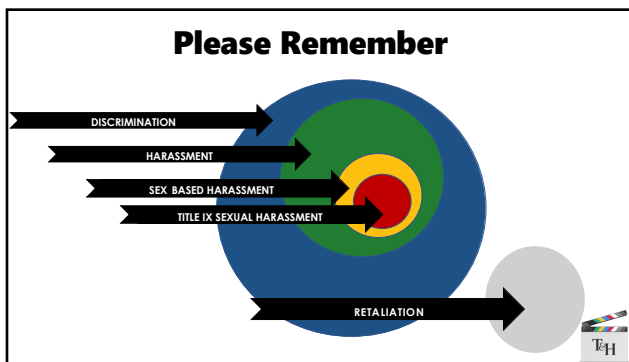 Please Remember
DISCRIMINATION
HARASSMENT
SEX BASED HARASSMENT
TITLE IX SEXUAL HARASSMENT
RETALIATION
T&H